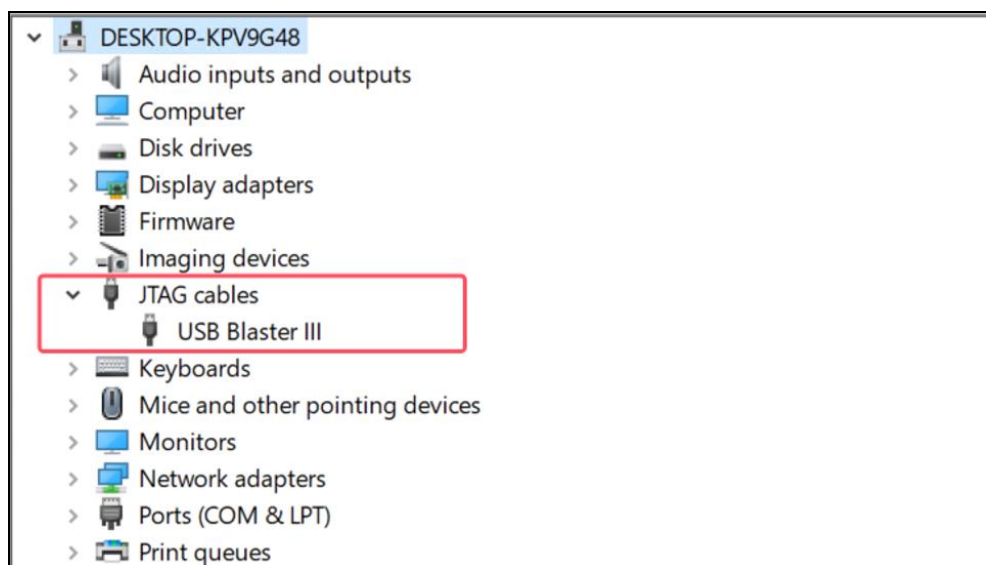 DESKTOP-KPV9G48
Audio inputs and outputs
Computer
Disk drives
Display adapters
Firmware
Imaging devices
JTAG cables
USB Blaster III
Keyboards
Mice and other pointing devices
Monitors
Network adapters
Ports (COM & LPT)
Print queues